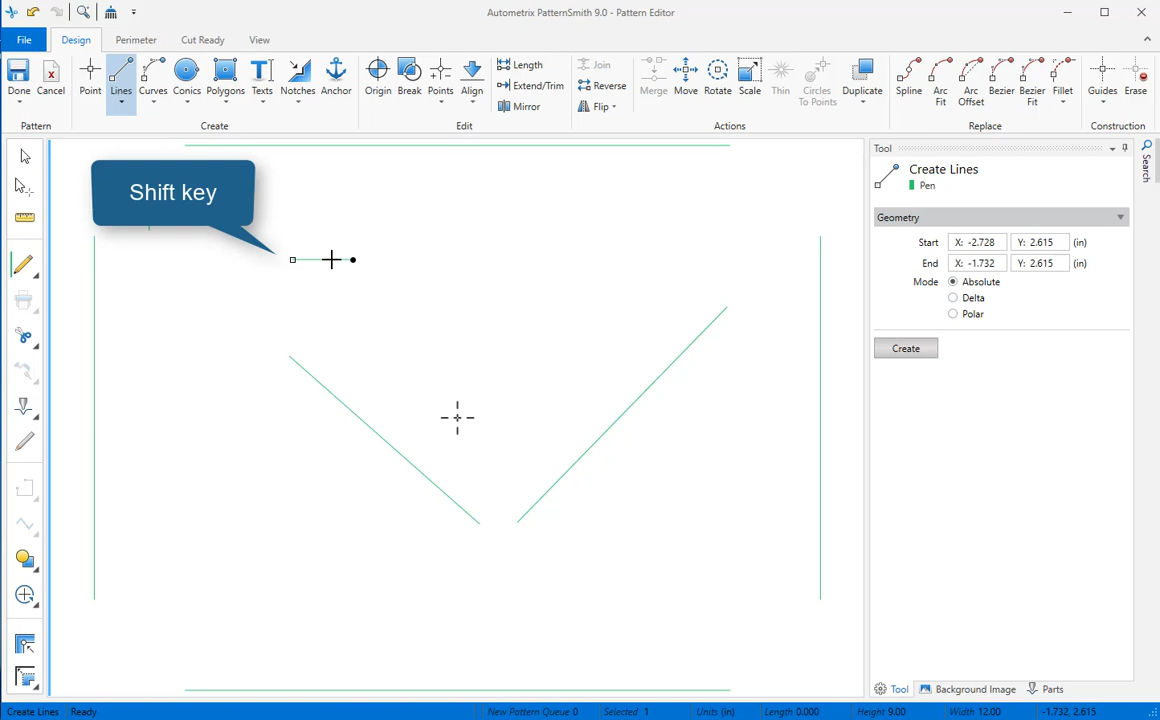 Autometrix PatternSmith 9.0 - Pattern Editor
File Design Perimeter Cut Ready View
Done Cancel Point Lines Curves Conics Polygons Texts Notches Anchor Origin Break Points Align
Length
Extend/Trim
Mirror
Join
Reverse
Flip
Merge Move Rotate Scale Thin Circles To Points Duplicate
Spline Arc Fit Arc Offset Bezier Bezier Fit Fillet Guides Erase
Pattern Create Edit Actions Replace Construction
Shift key
Tool
Search
Create Lines
Pen
Geometry
Start X: -2.728 Y: 2.615 (in)
End X: -1.732 Y: 2.615 (in)
Mode Absolute
Delta
Polar
Create
Tool Background Image Parts
Create Lines Ready New Pattern Queue 0 Selected 1 Units (in) Length 0.000 Height 9.00 Width 12.00 -1.732, 2.615